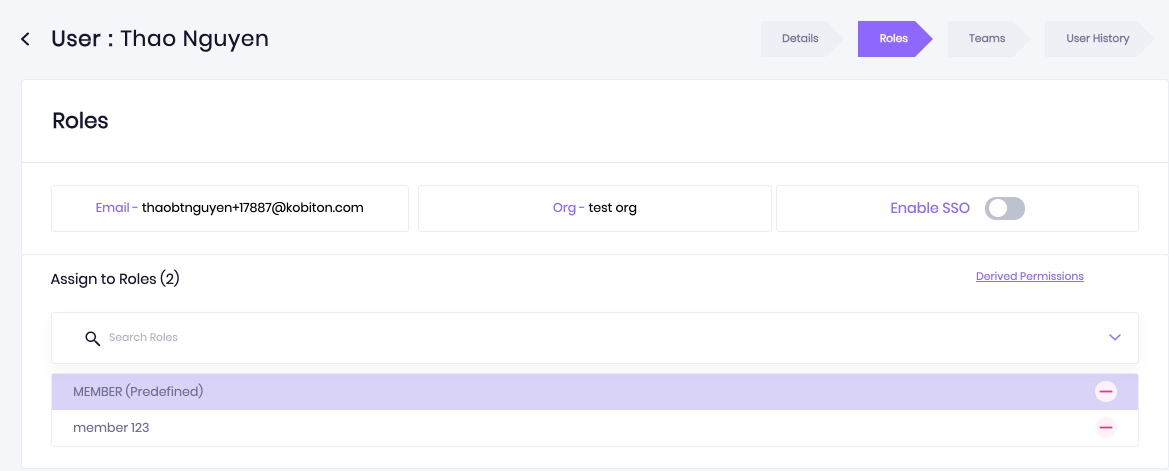 User : Thao Nguyen
Details
Roles
Teams
User History
Roles
Email - thaobtnguyen+17887@kobiton.com
Org - test org
Enable SSO
Assign to Roles (2)
Derived Permissions
Search Roles
MEMBER (Predefined)
member 123